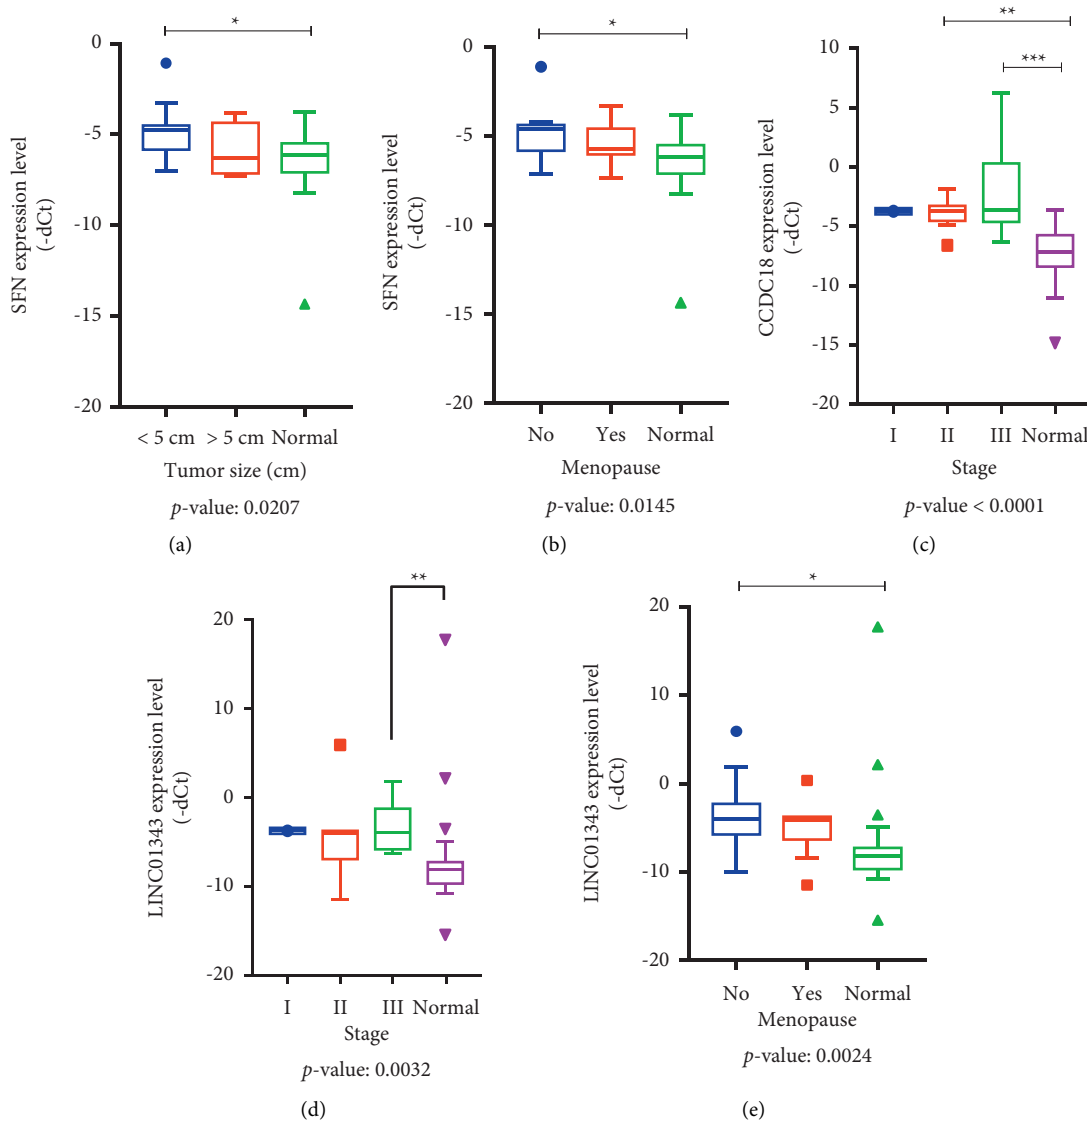 *
0
-5
-10
-15
-20
SFN expression level
(-dCt)
< 5 cm > 5 cm Normal
Tumor size (cm)
p-value: 0.0207
(a)
*
0
-5
-10
-15
-20
SFN expression level
(-dCt)
No Yes Normal
Menopause
p-value: 0.0145
(b)
**
***
10
5
0
-5
-10
-15
-20
CCDC18 expression level
(-dCt)
I II III Normal
Stage
p-value < 0.0001
(c)
**
20
10
0
-10
-20
LINC01343 expression level
(-dCt)
I II III Normal
Stage
p-value: 0.0032
(d)
*
20
10
0
-10
-20
LINC01343 expression level
(-dCt)
No Yes Normal
Menopause
p-value: 0.0024
(e)